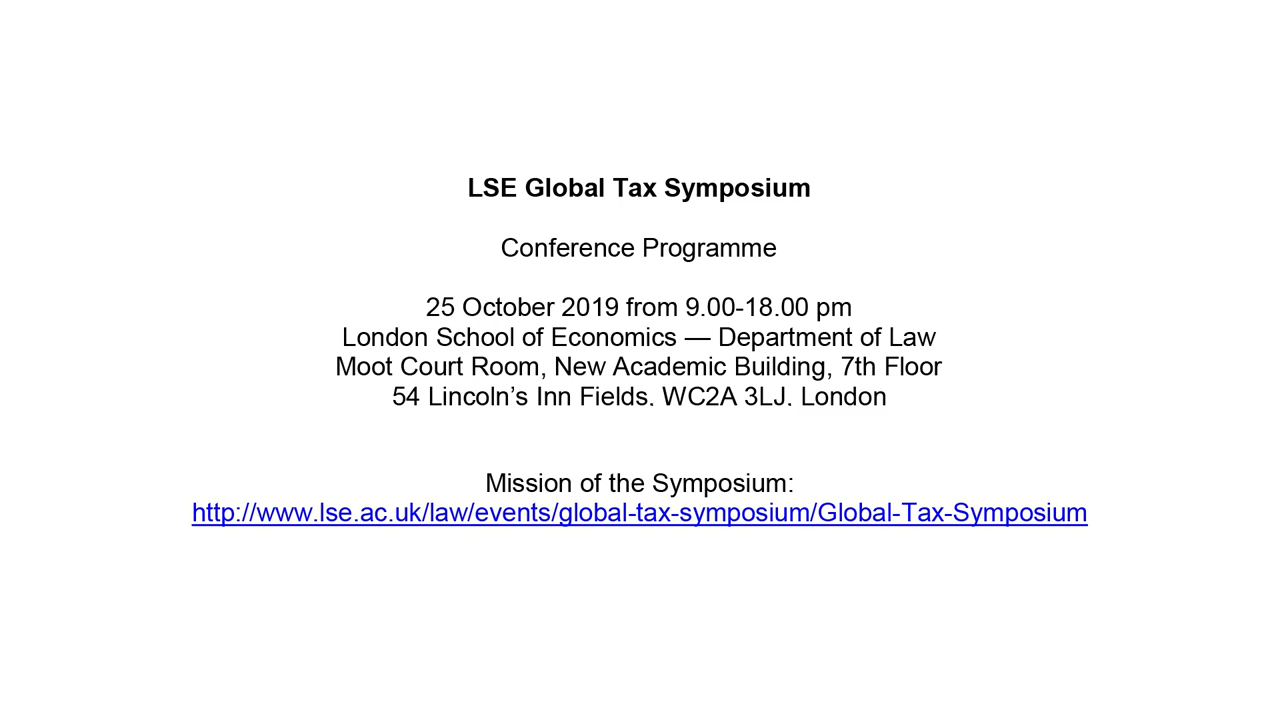 LSE Global Tax Symposium
Conference Programme
25 October 2019 from 9.00-18.00 pm
London School of Economics — Department of Law
Moot Court Room, New Academic Building, 7th Floor
54 Lincoln’s Inn Fields, WC2A 3LJ, London
Mission of the Symposium:
http://www.lse.ac.uk/law/events/global-tax-symposium/Global-Tax-Symposium